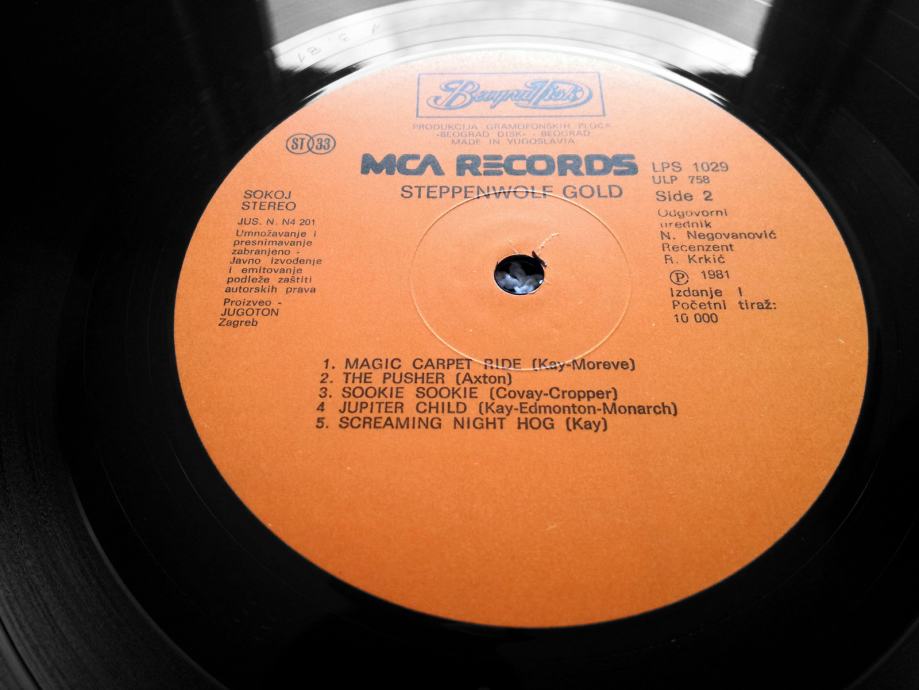 Beograd Disk
PRODUKCIJA GRAMOFONSKIH PLOČA
«BEOGRAD DISK» - BEOGRAD
MADE IN YUGOSLAVIA
ST 33
MCA RECORDS
STEPPENWOLF GOLD
SOKOJ
STEREO
JUS. N. N4 201
Umnožavanje i
presnimavanje
zabranjeno -
Javno izvođenje
i emitovanje
podleže zaštiti
autorskih prava
Proizveo -
JUGOTON
Zagreb
LPS 1029
ULP 758
Side 2
Odgovorni
urednik
N. Negovanović
Recenzent
R. Krkić
Ⓟ 1981
Izdanje I
Početni tiraž:
10 000
1. MAGIC CARPET RIDE (Kay-Moreve)
2. THE PUSHER (Axton)
3. SOOKIE SOOKIE (Covay-Cropper)
4 JUPITER CHILD (Kay-Edmonton-Monarch)
5. SCREAMING NIGHT HOG (Kay)